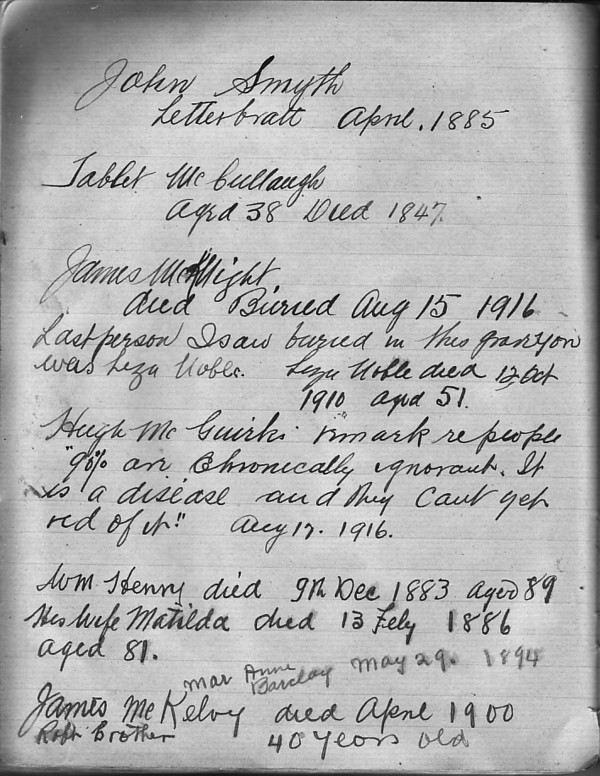 John Smyth
Letterbratt April. 1885
Tablet McCullaugh
Aged 38 Died 1847.
James McNight
died Buried Aug 15 1916
Last person I saw buried in this graveyon
was Liza Noble. Liza Noble died 12 Oct
1910 aged 51.
Hugh McGuirks remark re people
"90% are Chronically ignorant. It
is a disease and they Cant get
rid of it." Aug 17. 1916.
Wm Henry died 9th Dec 1883 aged 89
His wife Matilda died 13 Feby 1886
aged 81.
Mar Anne
Barclay May 29. 1894
James McKelvy died April 1900
Robt Brother 40 years old